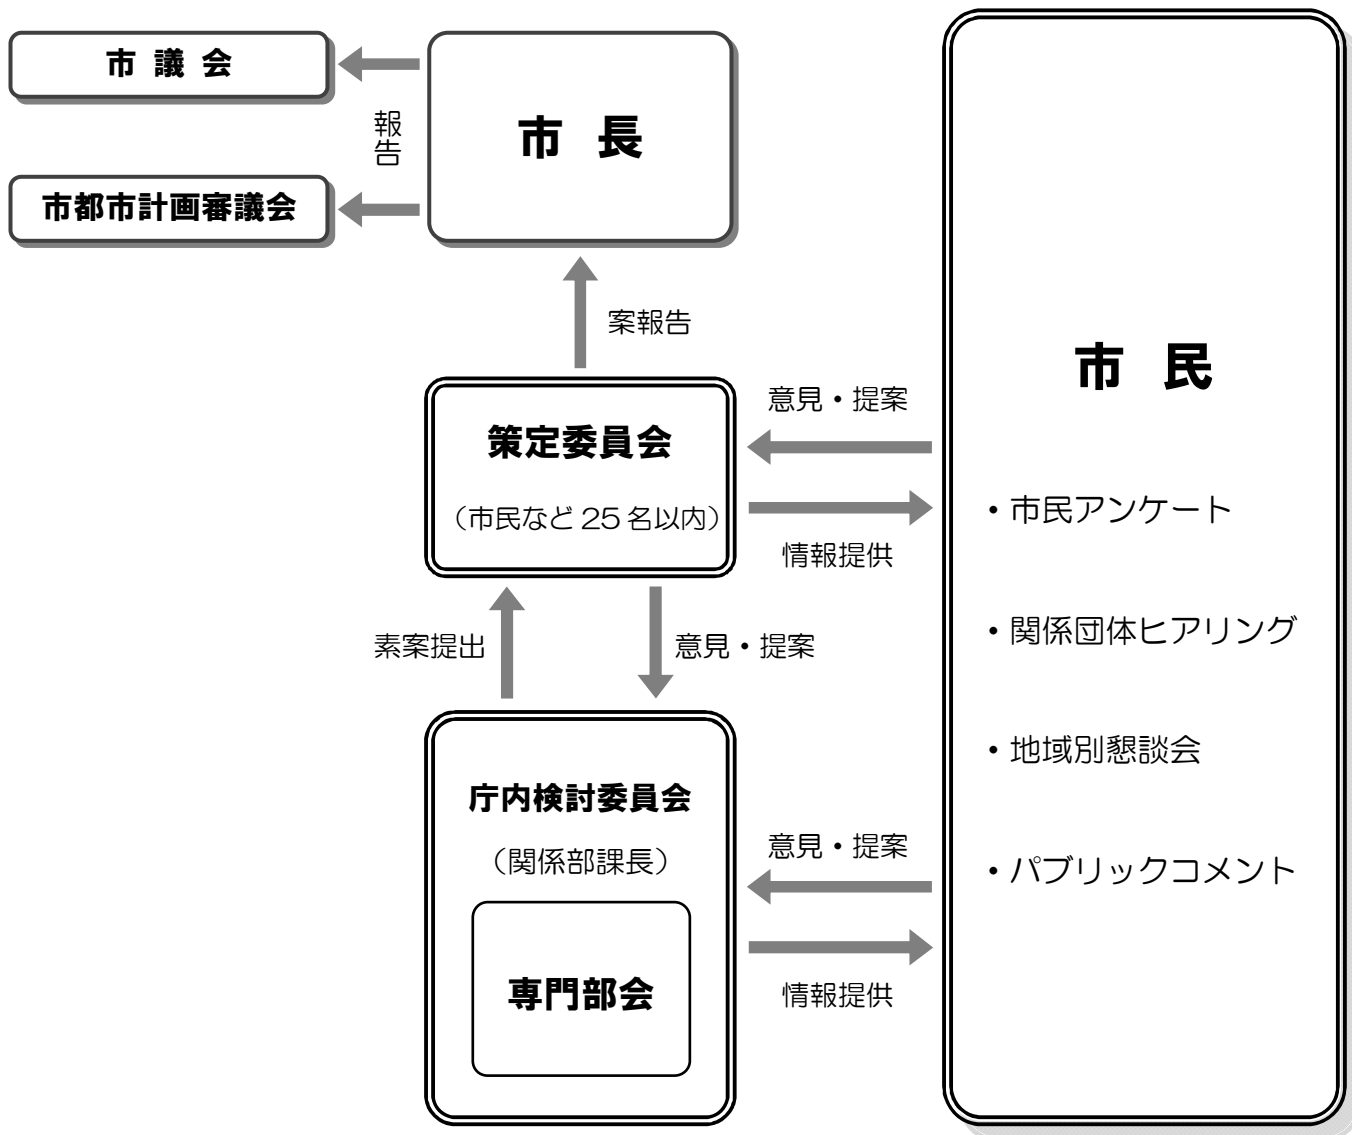 市 議 会
市都市計画審議会
報告
市 長
案報告
策定委員会
（市民など 25 名以内）
意見・提案
情報提供
素案提出
意見・提案
庁内検討委員会
（関係部課長）
専門部会
意見・提案
情報提供
市 民
・市民アンケート
・関係団体ヒアリング
・地域別懇談会
・パブリックコメント